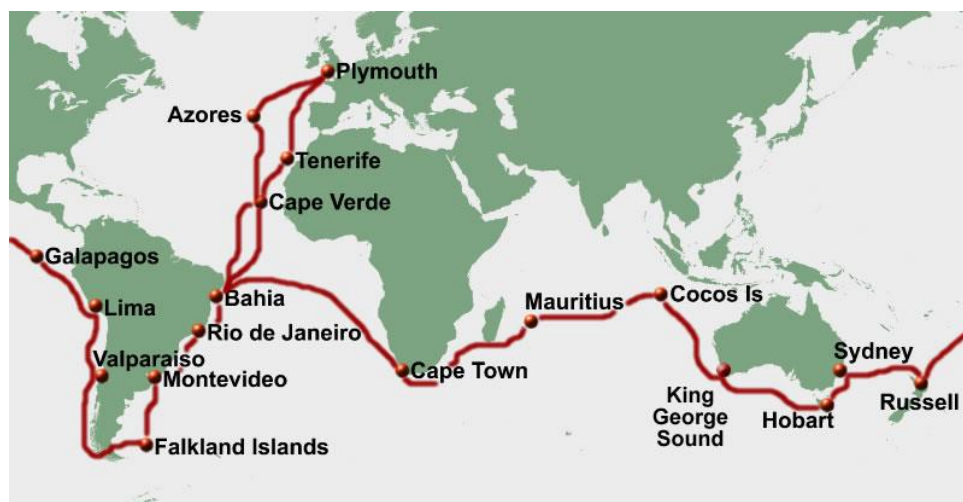 Plymouth
Azores
Tenerife
Cape Verde
Galapagos
Bahia
Mauritius
Cocos Is
Lima
Rio de Janeiro
Valparaiso
Montevideo
Cape Town
Sydney
King
George
Sound
Hobart
Russell
Falkland Islands